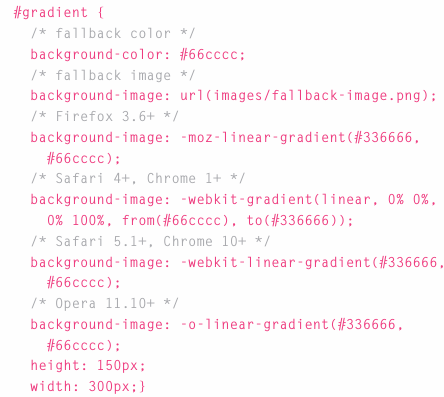 #gradient {
/* fallback color */
background-color: #66cccc;
/* fallback image */
background-image: url(images/fallback-image.png);
/* Firefox 3.6+ */
background-image: -moz-linear-gradient(#336666,
#66cccc);
/* Safari 4+, Chrome 1+ */
background-image: -webkit-gradient(linear, 0% 0%,
0% 100%, from(#66cccc), to(#336666));
/* Safari 5.1+, Chrome 10+ */
background-image: -webkit-linear-gradient(#336666,
#66cccc);
/* Opera 11.10+ */
background-image: -o-linear-gradient(#336666,
#66cccc);
height: 150px;
width: 300px;}